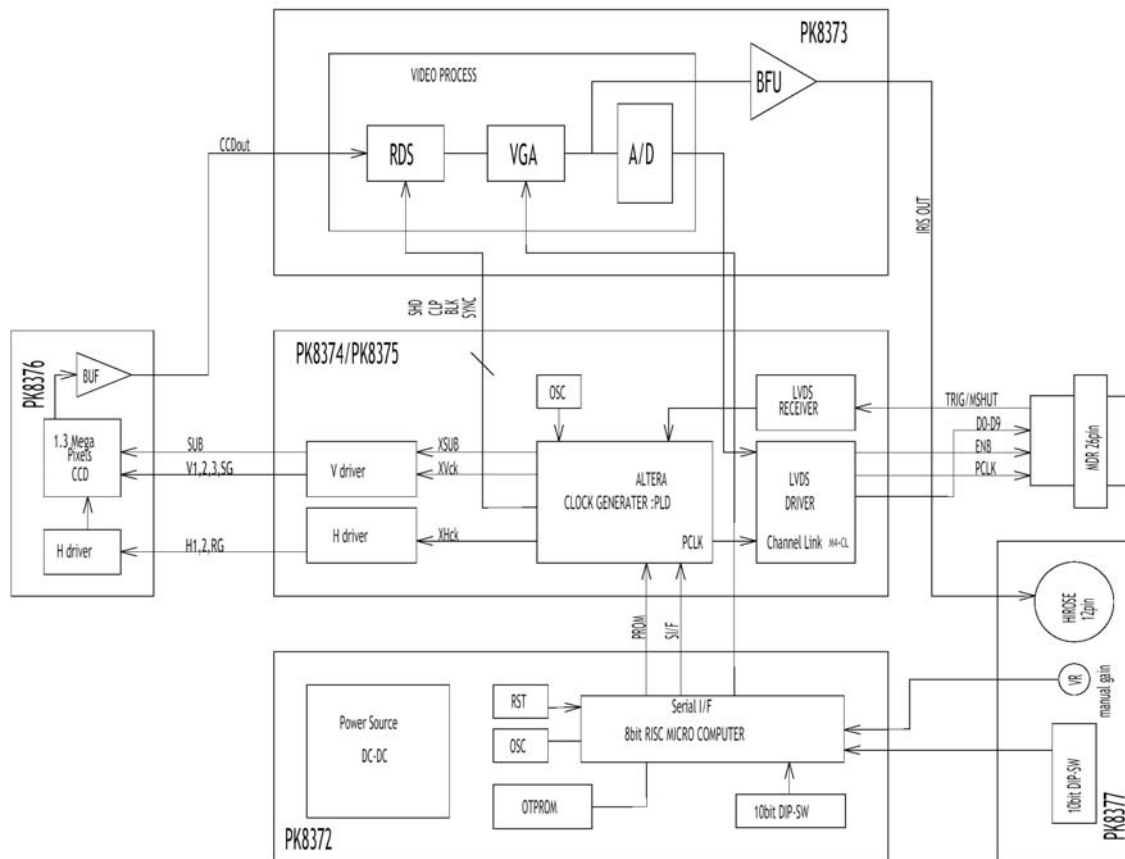 PK8373
VIDEO PROCESS
BFU
RDS
VGA
A/D
CCDout
IRIS OUT
SHD
CLP
BLK
SYNC
PK8376
BUF
1.3 Mega
Pixels
CCD
H driver
SUB
V1,2,3,SG
H1,2,RG
PK8374/PK8375
OSC
LVDS
RECEIVER
V driver
XSUB
XVck
H driver
XHck
ALTERA
CLOCK GENERATER :PLD
PCLK
LVDS
DRIVER
Channel Link M4+CL
TRIG/MSHUT
D0-D9
ENB
PCLK
MDR 26pin
HIROSE
12pin
VR
manual gain
10bit DIP-SW
PK8377
PROM
SI/F
RST
OSC
OTPROM
Serial I/F
8bit RISC MICRO COMPUTER
10bit DIP-SW
Power Source
DC-DC
PK8372